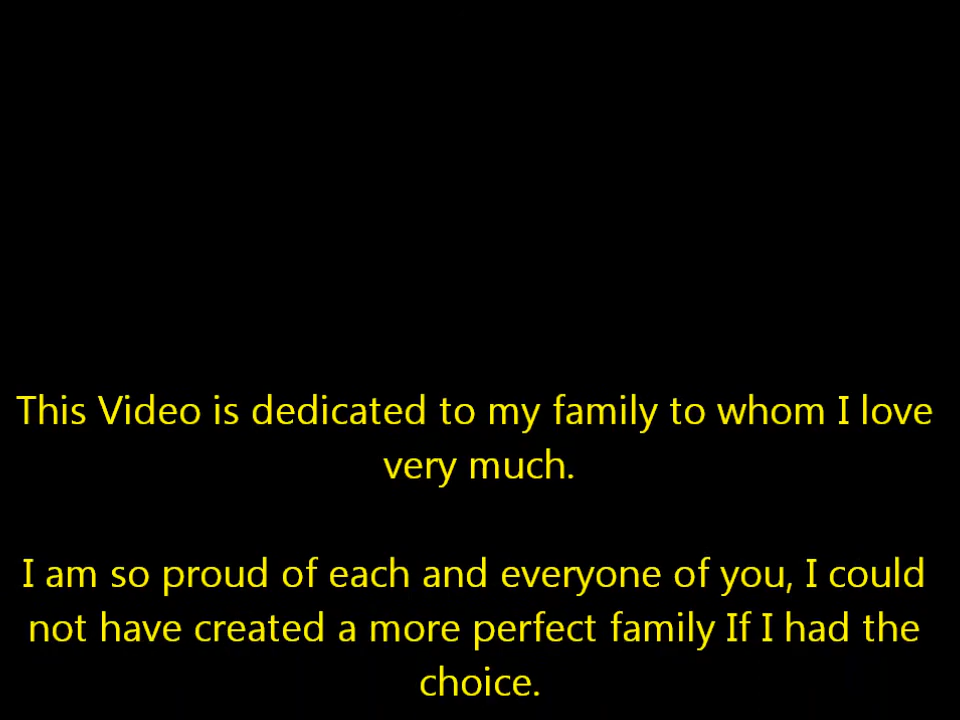 This Video is dedicated to my family to whom I love
very much.
I am so proud of each and everyone of you, I could
not have created a more perfect family If I had the
choice.